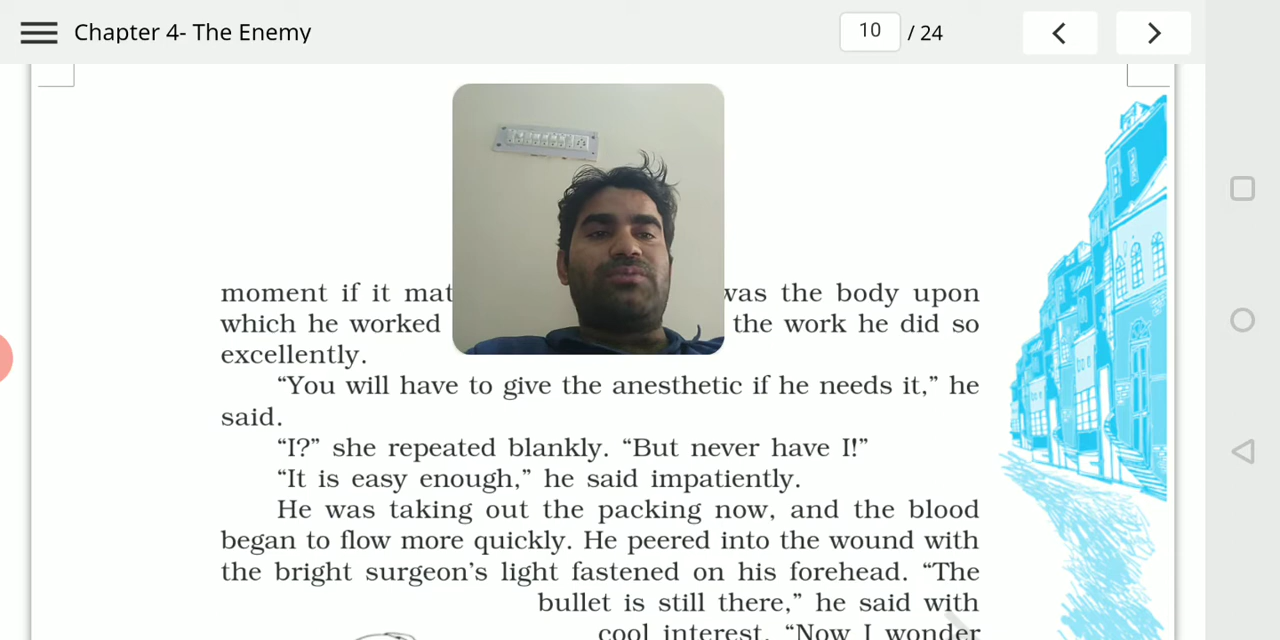 Chapter 4- The Enemy
10 / 24
moment if it mat was the body upon
which he worked the work he did so
excellently.
“You will have to give the anesthetic if he needs it,” he
said.
“I?” she repeated blankly. “But never have I!”
“It is easy enough,” he said impatiently.
He was taking out the packing now, and the blood
began to flow more quickly. He peered into the wound with
the bright surgeon’s light fastened on his forehead. “The
bullet is still there,” he said with
cool interest. “Now I wonder